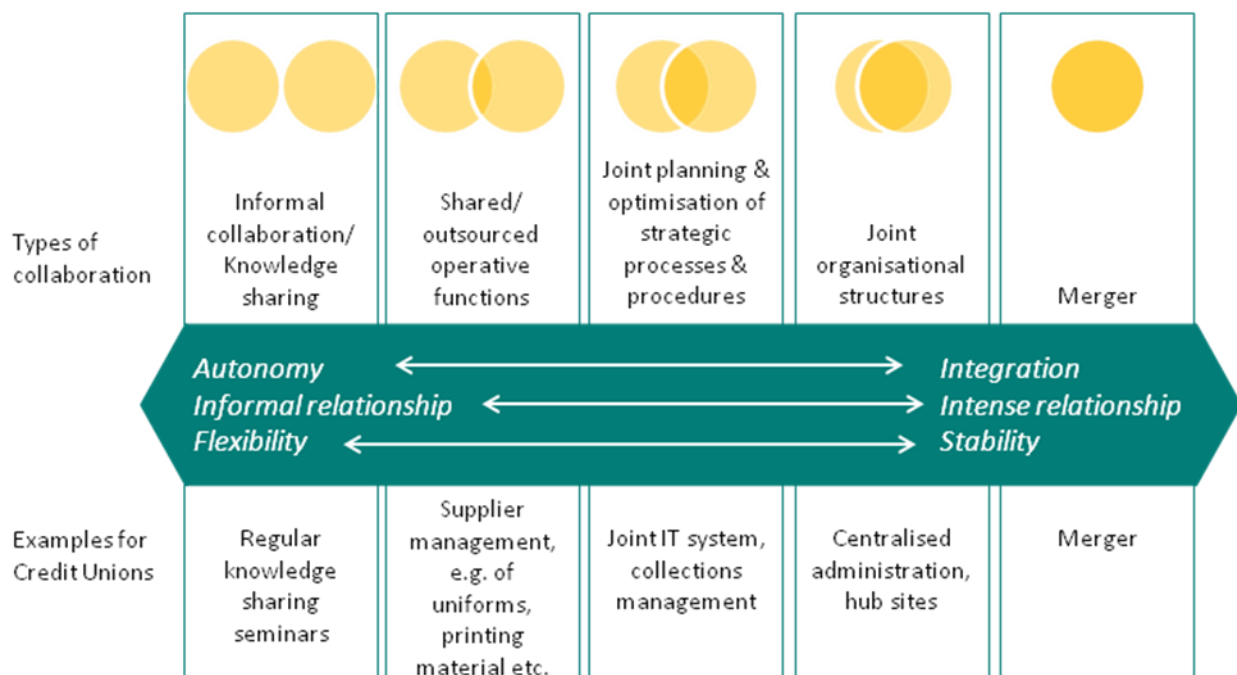 Types of
collaboration
Informal
collaboration/
Knowledge
sharing
Shared/
outsourced
operative
functions
Joint planning &
optimisation of
strategic
processes &
procedures
Joint
organisational
structures
Merger
Autonomy
Integration
Informal relationship
Intense relationship
Flexibility
Stability
Examples for
Credit Unions
Regular
knowledge
sharing
seminars
Supplier
management,
e.g. of
uniforms,
printing
material etc.
Joint IT system,
collections
management
Centralised
administration,
hub sites
Merger